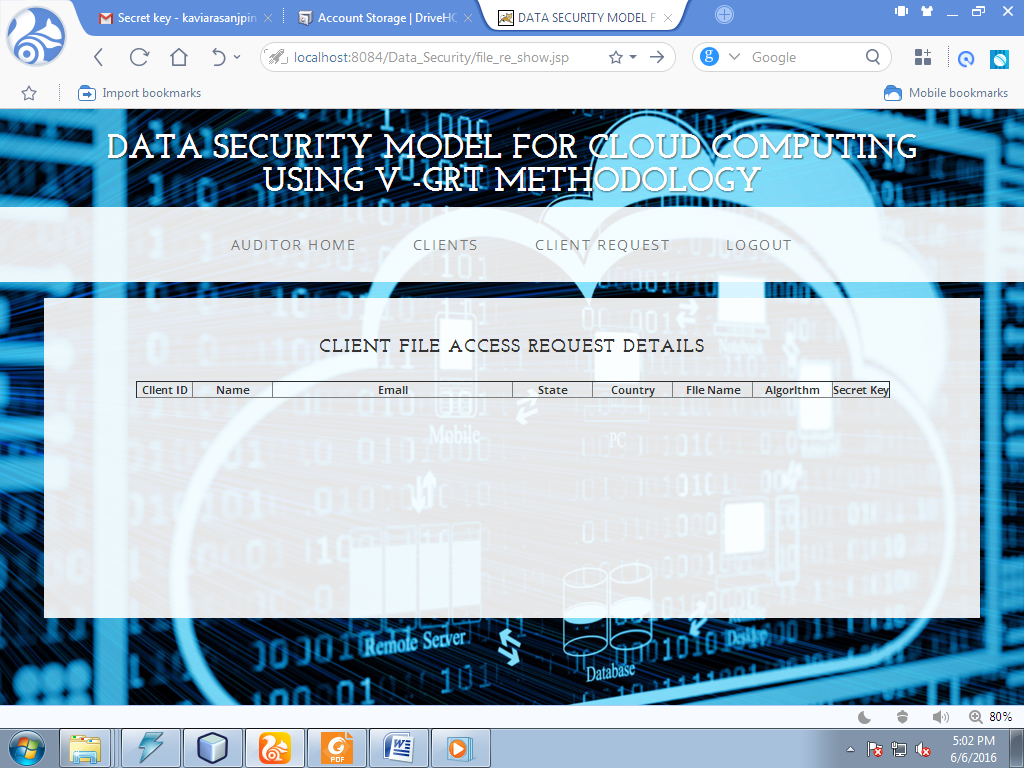 Secret key - kaviarasanjpin
Account Storage | DriveHC
DATA SECURITY MODEL F
localhost:8084/Data_Security/file_re_show.jsp
g
Google
Import bookmarks
Mobile bookmarks
DATA SECURITY MODEL FOR CLOUD COMPUTING
USING V -GRT METHODOLOGY
AUDITOR HOME CLIENTS CLIENT REQUEST LOGOUT
CLIENT FILE ACCESS REQUEST DETAILS
Client ID Name Email State Country File Name Algorithm Secret Key
Mobile
PC
Remote Server
Database
80%
PDF
5:02 PM
6/6/2016